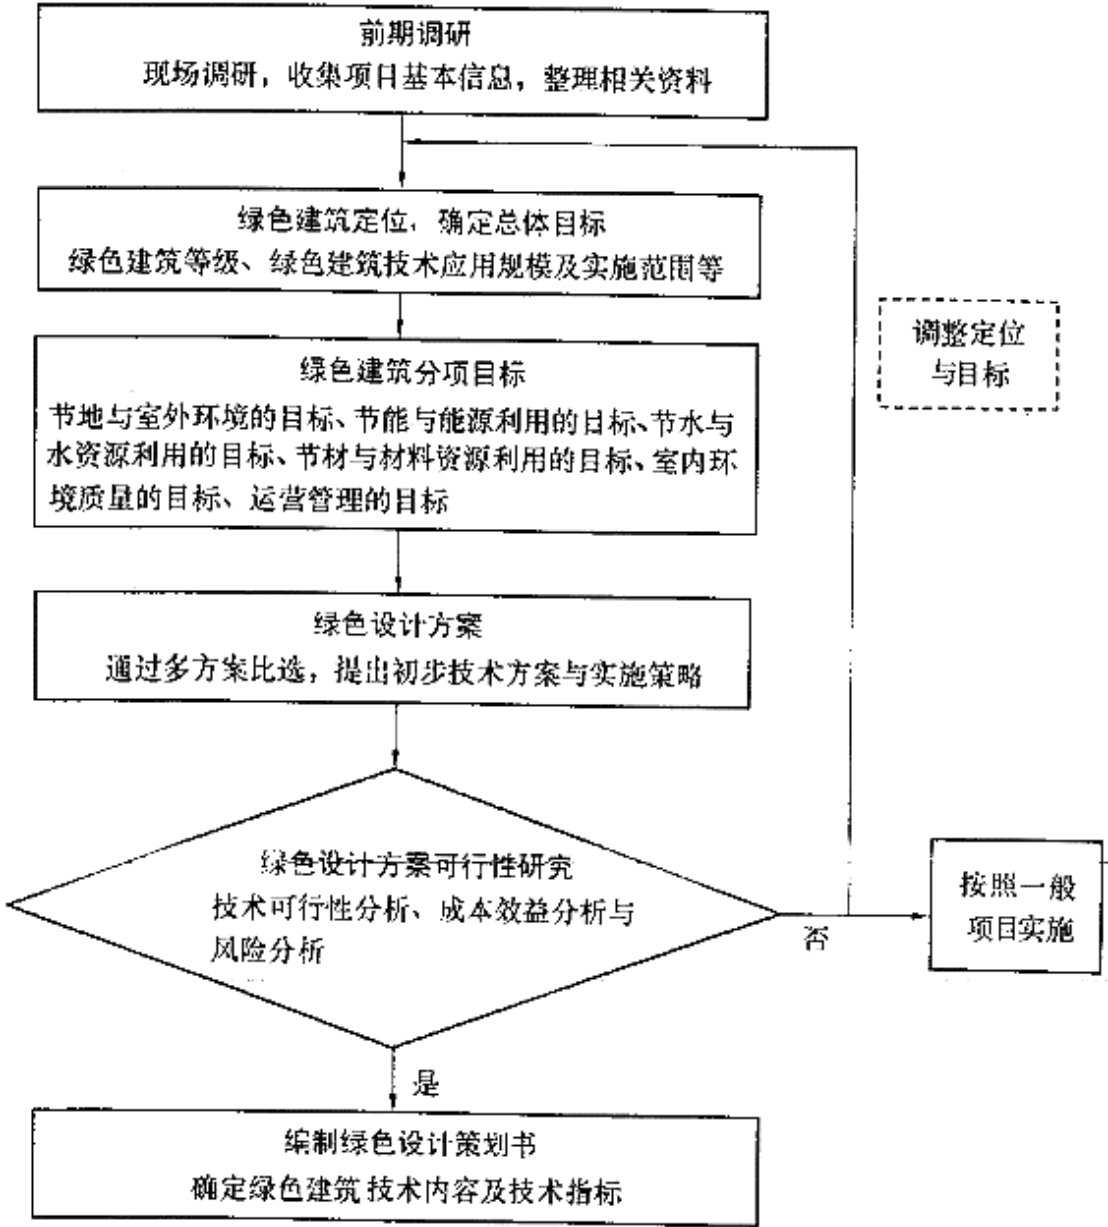 前期调研
现场调研，收集项目基本信息，整理相关资料
绿色建筑定位，确定总体目标
绿色建筑等级、绿色建筑技术应用规模及实施范围等
调整定位
与目标
绿色建筑分项目标
节地与室外环境的目标、节能与能源利用的目标、节水与
水资源利用的目标、节材与材料资源利用的目标、室内环
境质量的目标、运营管理的目标
绿色设计方案
通过多方案比选，提出初步技术方案与实施策略
绿色设计方案可行性研究
技术可行性分析、成本效益分析与
风险分析
否
按照一般
项目实施
是
编制绿色设计策划书
确定绿色建筑技术内容及技术指标